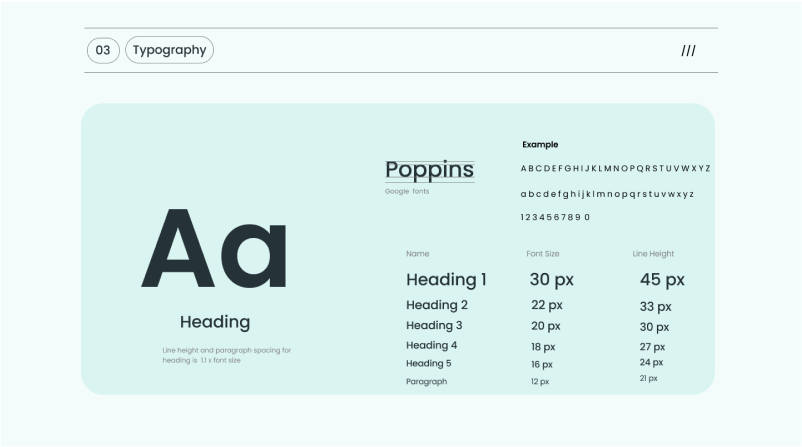 03 Typography ///
Aa
Heading
Line height and paragraph spacing for
heading is 1.1 x font size
Poppins
Google fonts
Example
A B C D E F G H I J K L M N O P Q R S T U V W X Y Z
a b c d e f g h i j k l m n o p q r s t u v w x y z
1 2 3 4 5 6 7 8 9 0
Name Font Size Line Height
Heading 1 30 px 45 px
Heading 2 22 px 33 px
Heading 3 20 px 30 px
Heading 4 18 px 27 px
Heading 5 16 px 24 px
Paragraph 12 px 21 px